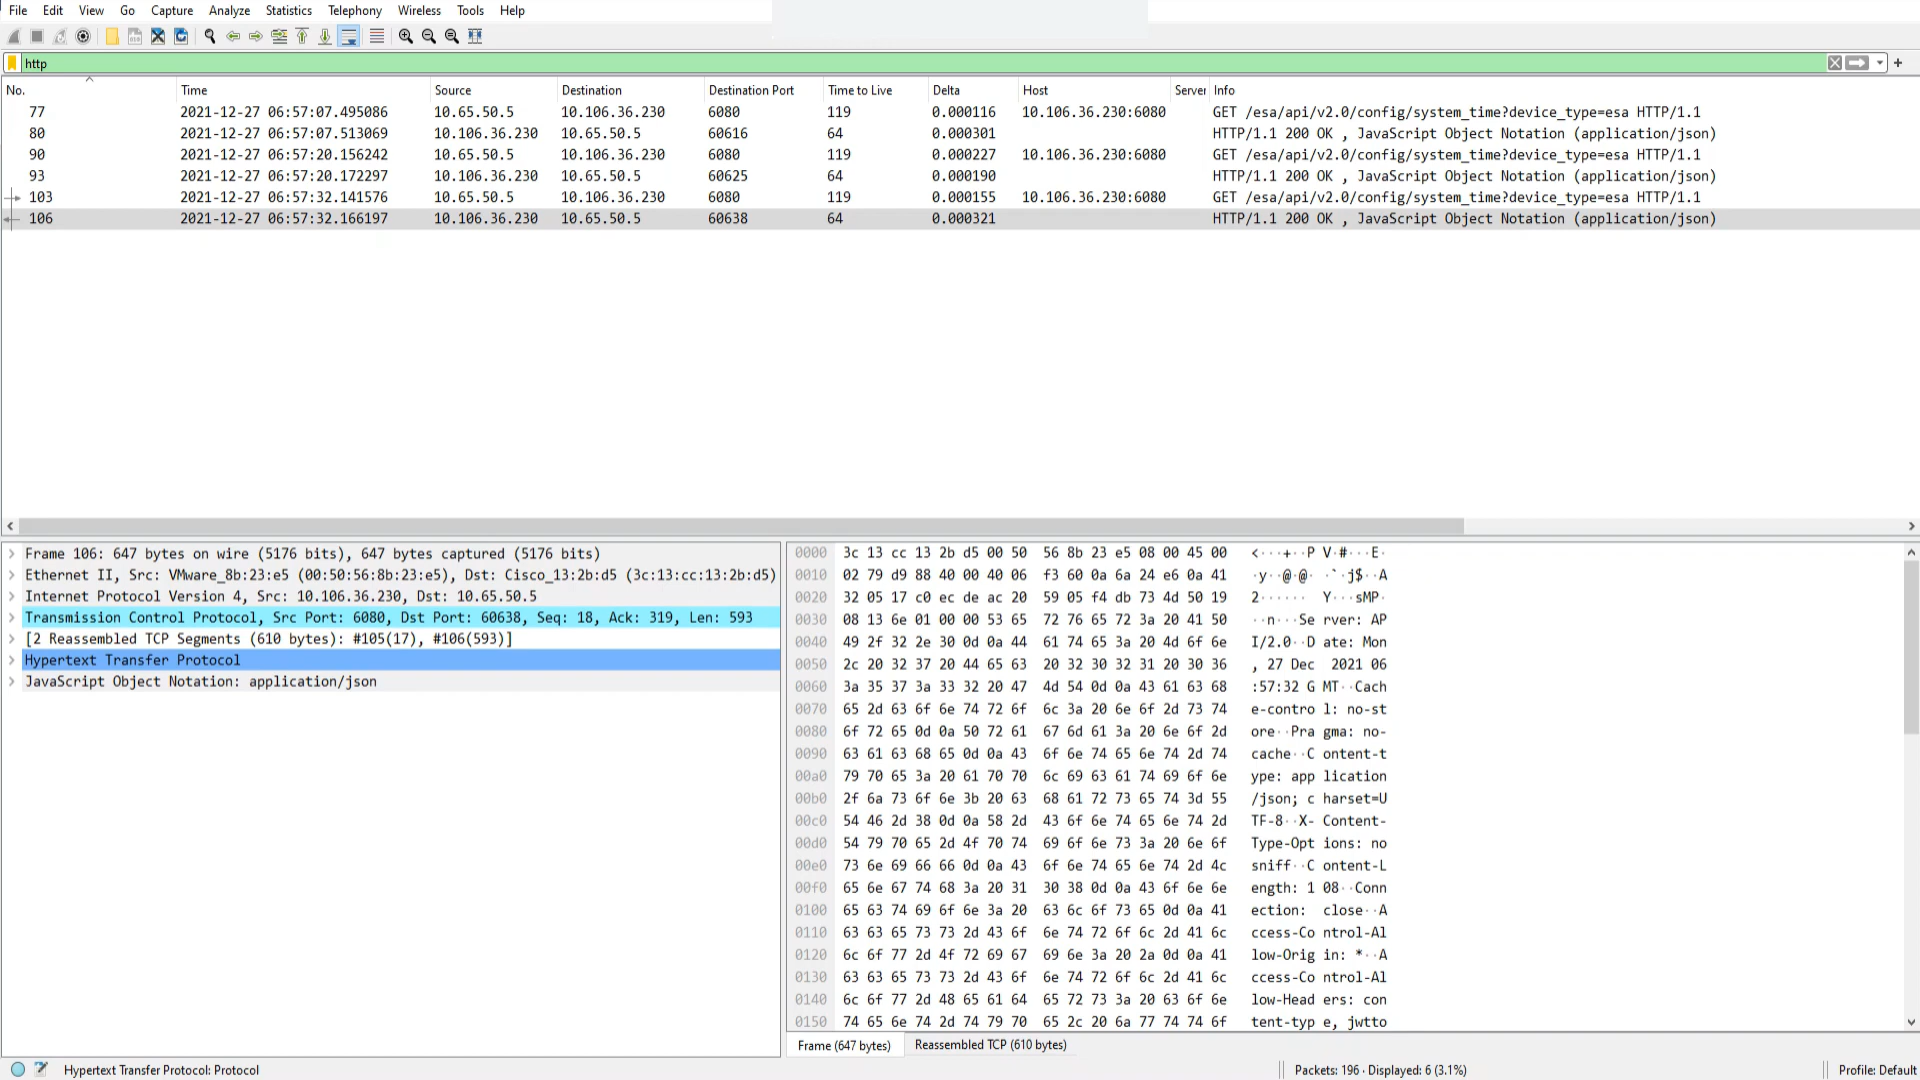 File Edit View Go Capture Analyze Statistics Telephony Wireless Tools Help
http
No. Time Source Destination Destination Port Time to Live Delta Host Server Info
77 2021-12-27 06:57:07.495086 10.65.50.5 10.106.36.230 6080 119 0.000116 10.106.36.230:6080 GET /esa/api/v2.0/config/system_time?device_type=esa HTTP/1.1
80 2021-12-27 06:57:07.513069 10.106.36.230 10.65.50.5 60616 64 0.000301 HTTP/1.1 200 OK , JavaScript Object Notation (application/json)
90 2021-12-27 06:57:20.156242 10.65.50.5 10.106.36.230 6080 119 0.000227 10.106.36.230:6080 GET /esa/api/v2.0/config/system_time?device_type=esa HTTP/1.1
93 2021-12-27 06:57:20.172297 10.106.36.230 10.65.50.5 60625 64 0.000190 HTTP/1.1 200 OK , JavaScript Object Notation (application/json)
103 2021-12-27 06:57:32.141576 10.65.50.5 10.106.36.230 6080 119 0.000155 10.106.36.230:6080 GET /esa/api/v2.0/config/system_time?device_type=esa HTTP/1.1
106 2021-12-27 06:57:32.166197 10.106.36.230 10.65.50.5 60638 64 0.000321 HTTP/1.1 200 OK , JavaScript Object Notation (application/json)
Frame 106: 647 bytes on wire (5176 bits), 647 bytes captured (5176 bits)
Ethernet II, Src: VMware_8b:23:e5 (00:50:56:8b:23:e5), Dst: Cisco_13:2b:d5 (3c:13:cc:13:2b:d5)
Internet Protocol Version 4, Src: 10.106.36.230, Dst: 10.65.50.5
Transmission Control Protocol, Src Port: 6080, Dst Port: 60638, Seq: 18, Ack: 319, Len: 593
[2 Reassembled TCP Segments (610 bytes): #105(17), #106(593)]
Hypertext Transfer Protocol
JavaScript Object Notation: application/json
0000 3c 13 cc 13 2b d5 00 50 56 8b 23 e5 08 00 45 00 <···+··P V·#···E·
0010 02 79 d9 88 40 00 40 06 f3 60 0a 6a 24 e6 0a 41 ·y··@·@· ·`·j$··A
0020 32 05 17 c0 ec de ac 20 59 05 f4 db 73 4d 50 19 2······ Y···sMP·
0030 08 13 6e 01 00 00 53 65 72 76 65 72 3a 20 41 50 ··n···Se rver: AP
0040 49 2f 32 2e 30 0d 0a 44 61 74 65 3a 20 4d 6f 6e I/2.0··D ate: Mon
0050 2c 20 32 37 20 44 65 63 20 32 30 32 31 20 30 36 , 27 Dec 2021 06
0060 3a 35 37 3a 33 32 20 47 4d 54 0d 0a 43 61 63 68 :57:32 G MT··Cach
0070 65 2d 63 6f 6e 74 72 6f 6c 3a 20 6e 6f 2d 73 74 e-contro l: no-st
0080 6f 72 65 0d 0a 50 72 61 67 6d 61 3a 20 6e 6f 2d ore··Pra gma: no-
0090 63 61 63 68 65 0d 0a 43 6f 6e 74 65 6e 74 2d 74 cache··C ontent-t
00a0 79 70 65 3a 20 61 70 70 6c 69 63 61 74 69 6f 6e ype: app lication
00b0 2f 6a 73 6f 6e 3b 20 63 68 61 72 73 65 74 3d 55 /json; c harset=U
00c0 54 46 2d 38 0d 0a 58 2d 43 6f 6e 74 65 6e 74 2d TF-8··X- Content-
00d0 54 79 70 65 2d 4f 70 74 69 6f 6e 73 3a 20 6e 6f Type-Opt ions: no
00e0 73 6e 69 66 66 0d 0a 43 6f 6e 74 65 6e 74 2d 4c sniff··C ontent-L
00f0 65 6e 67 74 68 3a 20 31 30 38 0d 0a 43 6f 6e 6e ength: 1 08··Conn
0100 65 63 74 69 6f 6e 3a 20 63 6c 6f 73 65 0d 0a 41 ection: close··A
0110 63 63 65 73 73 2d 43 6f 6e 74 72 6f 6c 2d 41 6c ccess-Co ntrol-Al
0120 6c 6f 77 2d 4f 72 69 67 69 6e 3a 20 2a 0d 0a 41 low-Orig in: *··A
0130 63 63 65 73 73 2d 43 6f 6e 74 72 6f 6c 2d 41 6c ccess-Co ntrol-Al
0140 6c 6f 77 2d 48 65 61 64 65 72 73 3a 20 63 6f 6e low-Head ers: con
0150 74 65 6e 74 2d 74 79 70 65 2c 20 6a 77 74 74 6f tent-typ e, jwtto
Frame (647 bytes) Reassembled TCP (610 bytes)
Hypertext Transfer Protocol: Protocol Packets: 196 · Displayed: 6 (3.1%) Profile: Default